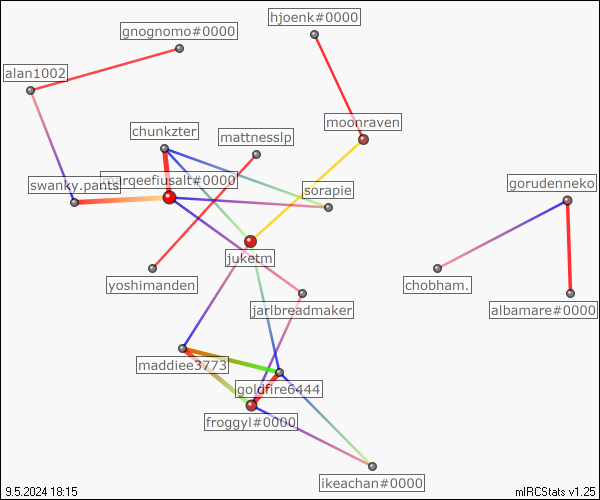 hjoenk#0000
gnognomo#0000
alan1002
moonraven
chunkzter
mattnesslp
marqeefiusalt#0000
swanky.pants
sorapie
gorudenneko
juketm
yoshimanden
chobham.
jarlbreadmaker
albamare#0000
maddiee3773
goldfire6444
froggyl#0000
ikeachan#0000
9.5.2024 18:15
mIRCStats v1.25